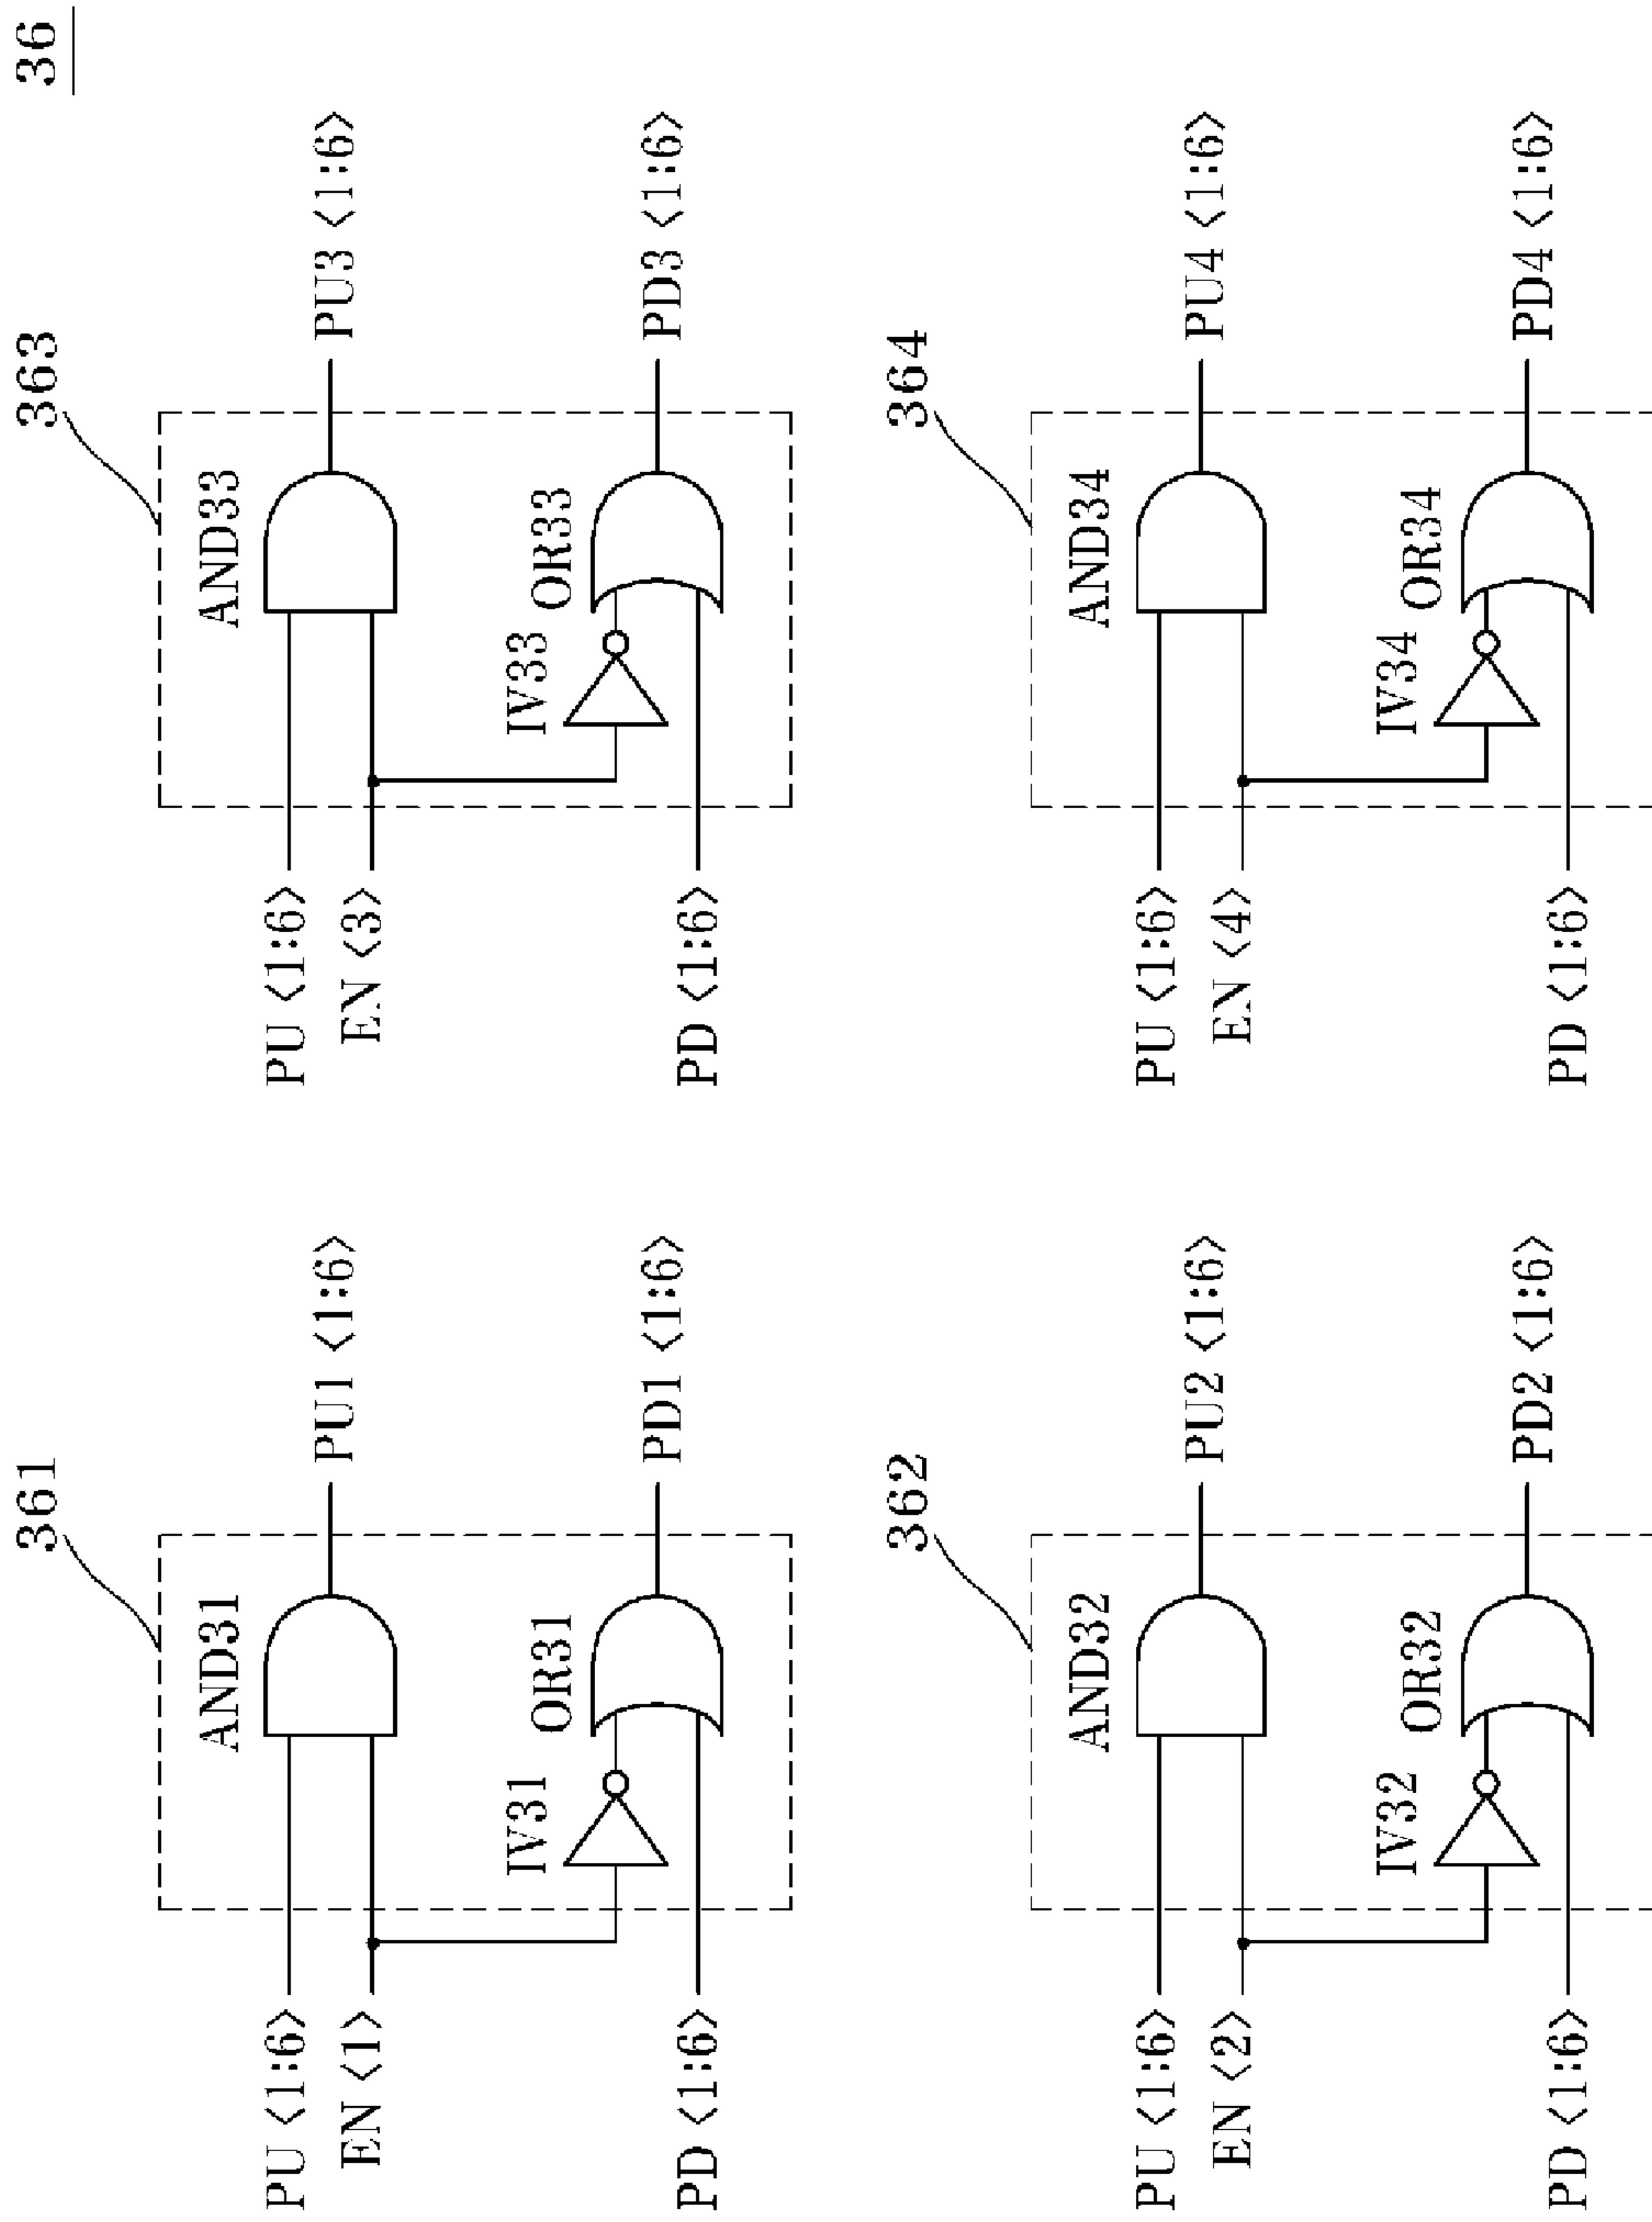 36
361
AND31
PU <1:6>
EN <1>
PU1 <1:6>
IV31
OR31
PD <1:6>
PD1 <1:6>
363
AND33
PU <1:6>
EN <3>
PU3 <1:6>
IV33
OR33
PD <1:6>
PD3 <1:6>
362
AND32
PU <1:6>
EN <2>
PU2 <1:6>
IV32
OR32
PD <1:6>
PD2 <1:6>
364
AND34
PU <1:6>
EN <4>
PU4 <1:6>
IV34
OR34
PD <1:6>
PD4 <1:6>